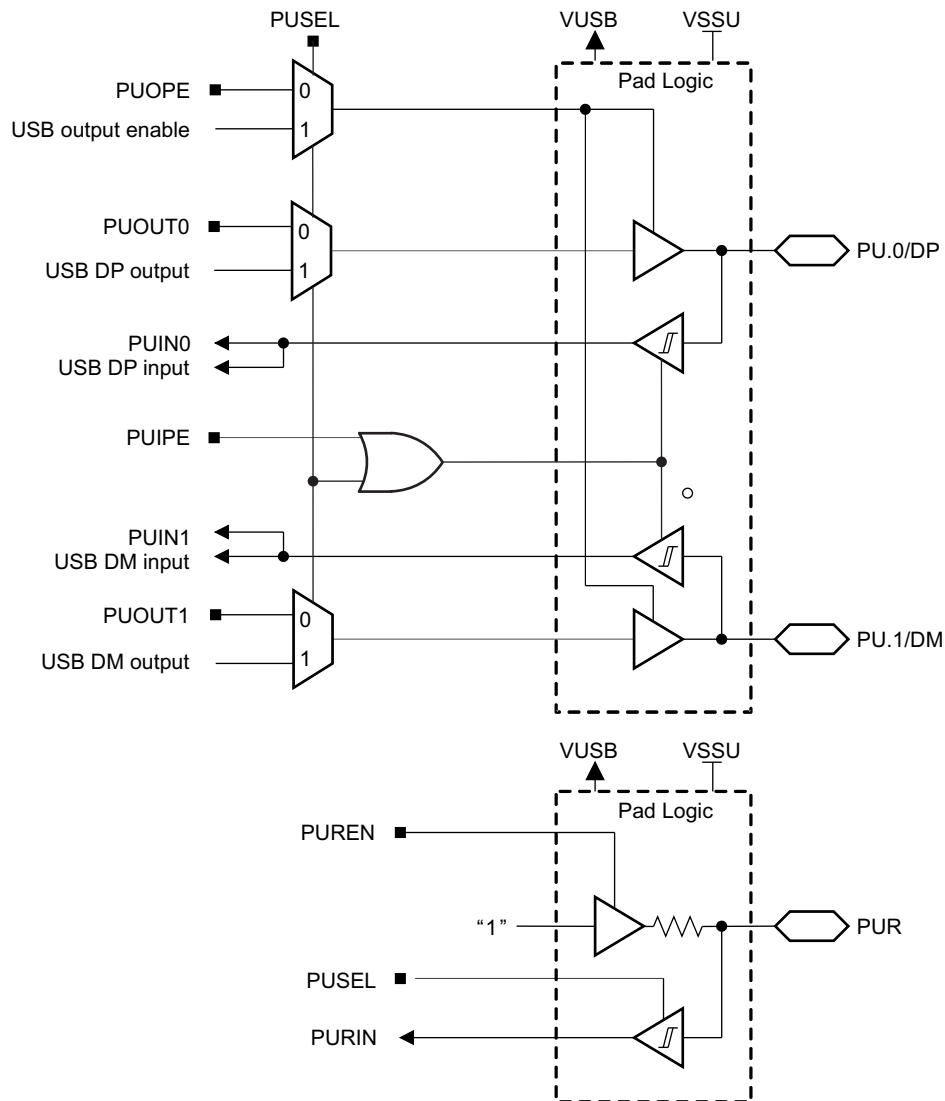 PUSEL
VUSB
VSSU
Pad Logic
PUOPE
0
USB output enable
1
PUOUT0
0
USB DP output
1
PU.0/DP
PUIN0
USB DP input
PUIPE
PUIN1
USB DM input
PUOUT1
0
USB DM output
1
PU.1/DM
VUSB
VSSU
Pad Logic
PUREN
“1”
PUR
PUSEL
PURIN